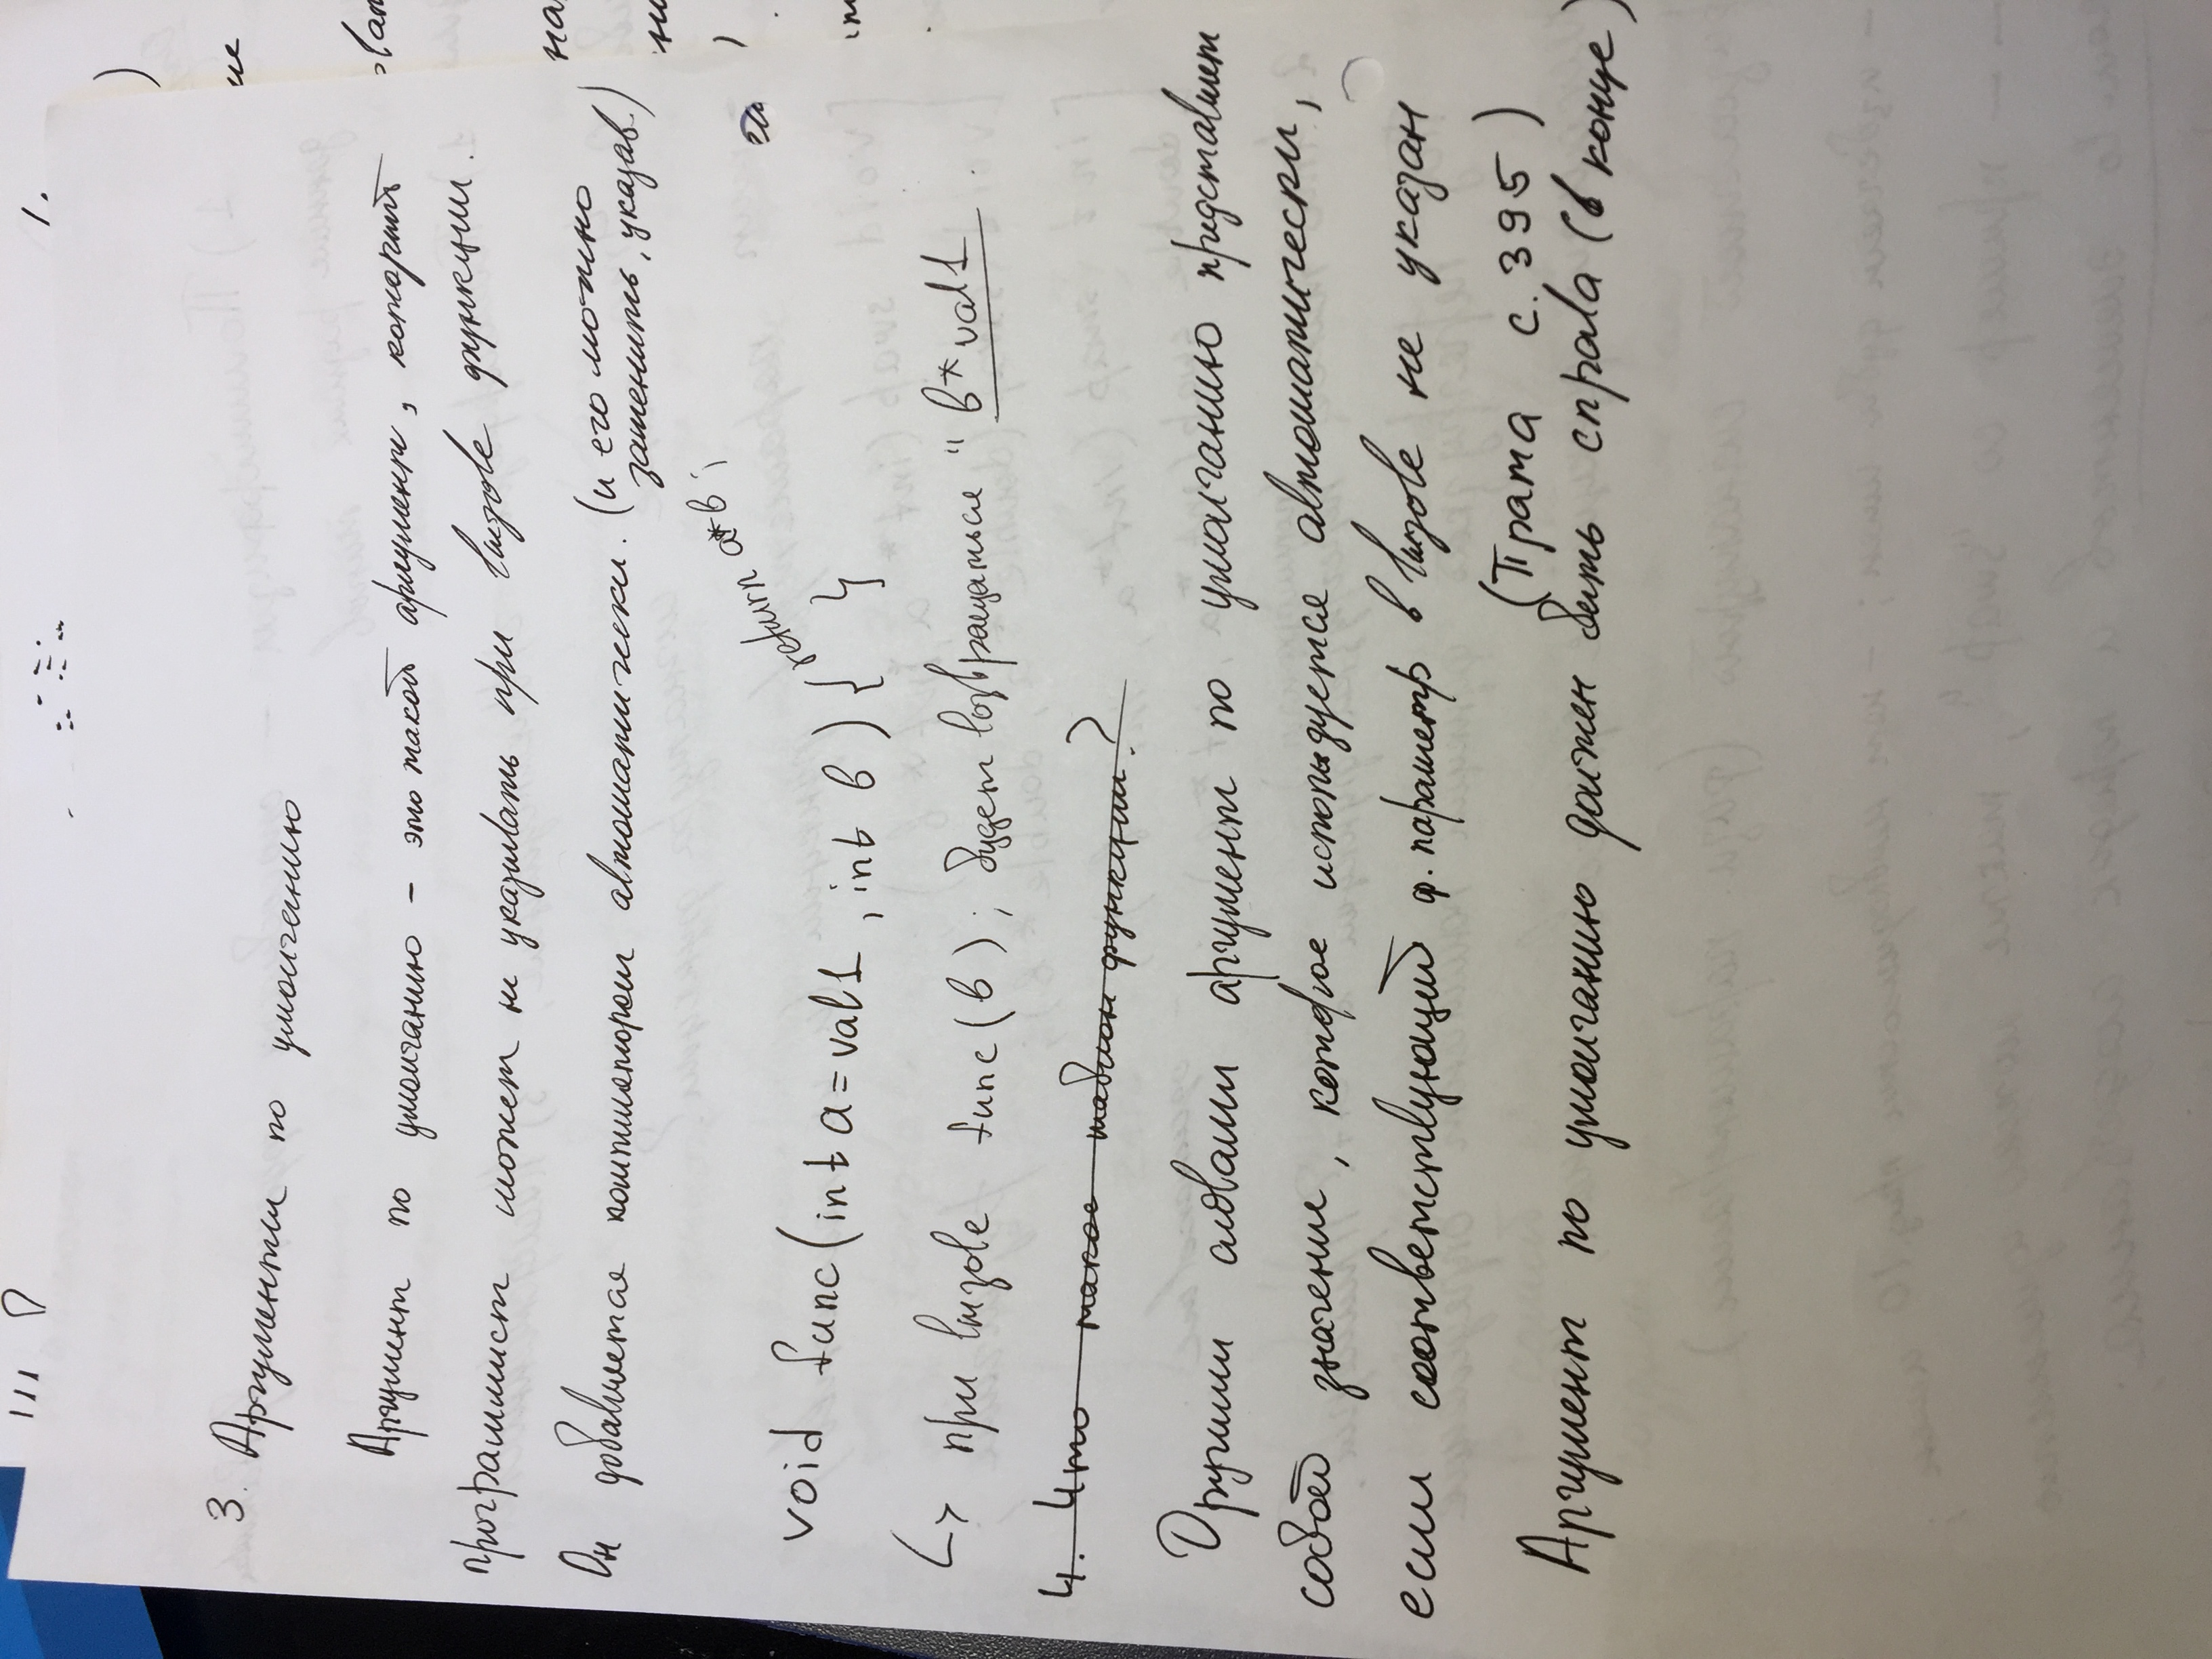 1.
3. Аргументы по умолчанию
Аргумент по умолчанию – это такой аргумент, который
программист может не указывать при вызове функции.
Он добавляется компилятором автоматически. (и его можно
заменить, указав.)
return a*b;
void func(int a=val1, int b) { }
↳ при вызове func(b); будет возвращаться " b*val1.
4. Что такое шаблон функции?
Другими словами аргумент по умолчанию представляет
собой значение, которое используется автоматически,
если соответствующий ф. параметр в вызове не указан
(Прата с. 395)
Аргумент по умолчанию должен быть справа (в конце)